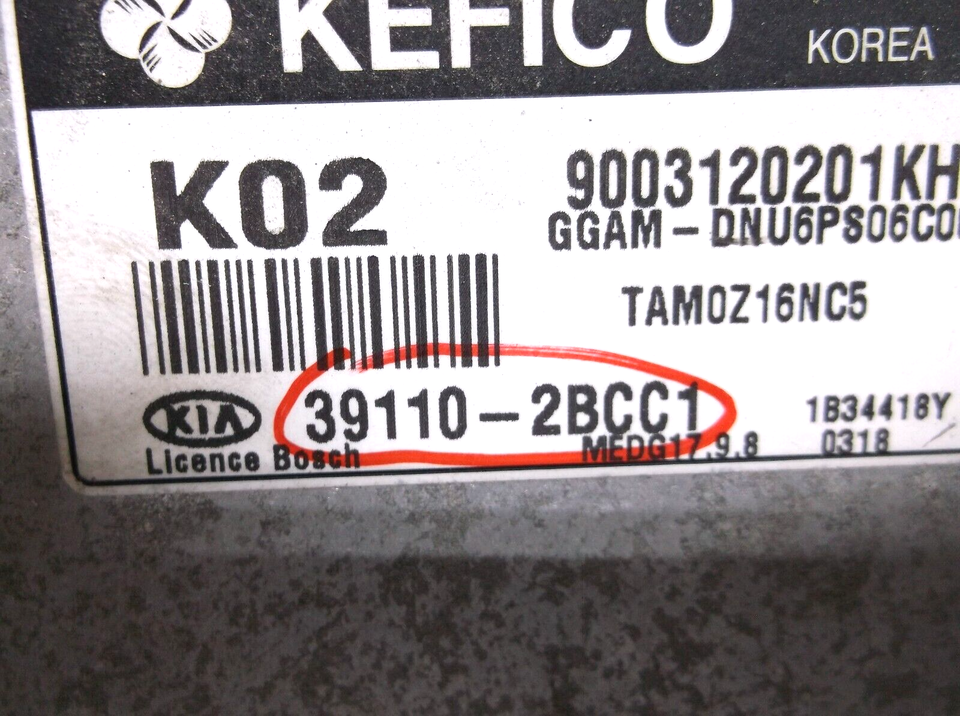 KEFICO
KOREA
K02
9003120201KH
GGAM-DNU6PS06C0
TAM0Z16NC5
KIA
39110-2BCC1
1B34418Y
Licence Bosch
MEDG17.9.8
0318